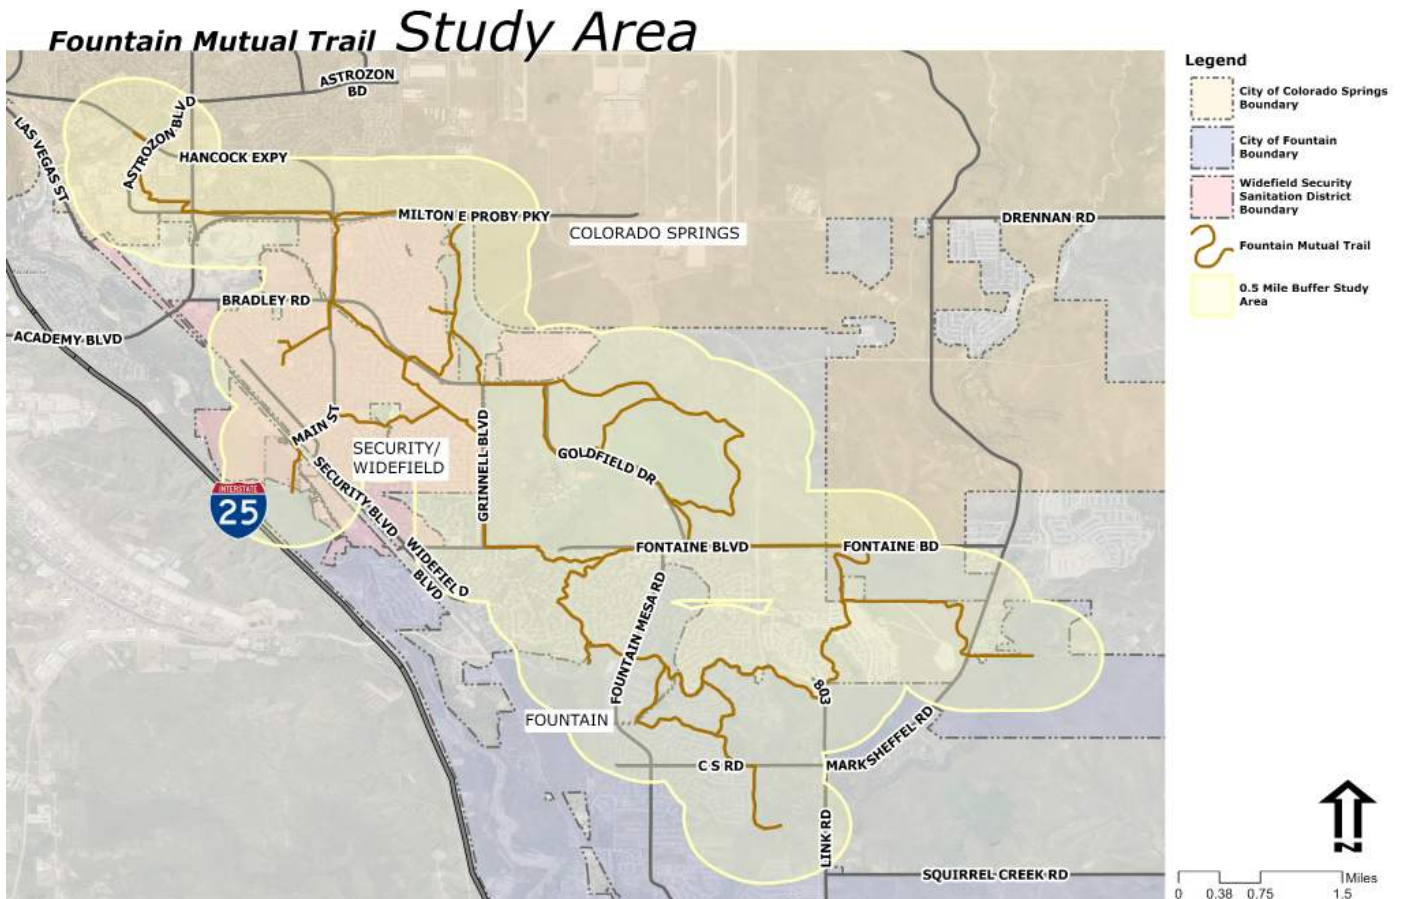 Fountain Mutual Trail Study Area
Legend
City of Colorado Springs
Boundary
City of Fountain
Boundary
Widefield Security
Sanitation District
Boundary
Fountain Mutual Trail
0.5 Mile Buffer Study
Area
ASTROZON
BD
ASTROZON BLVD
LAS VEGAS ST
HANCOCK EXPY
MILTON E PROBY PKY
COLORADO SPRINGS
DRENNAN RD
BRADLEY RD
ACADEMY BLVD
MAIN ST
SECURITY/
WIDEFIELD
GRINNELL BLVD
GOLDFIELD DR
INTERSTATE
25
SECURITY BLVD
WIDEFIELD
BLVD
FONTAINE BLVD
FONTAINE BD
FOUNTAIN MESA RD
FOUNTAIN
803
C S RD
MARKSHEFFEL RD
LINK RD
SQUIRREL CREEK RD
N
Miles
0 0.38 0.75 1.5